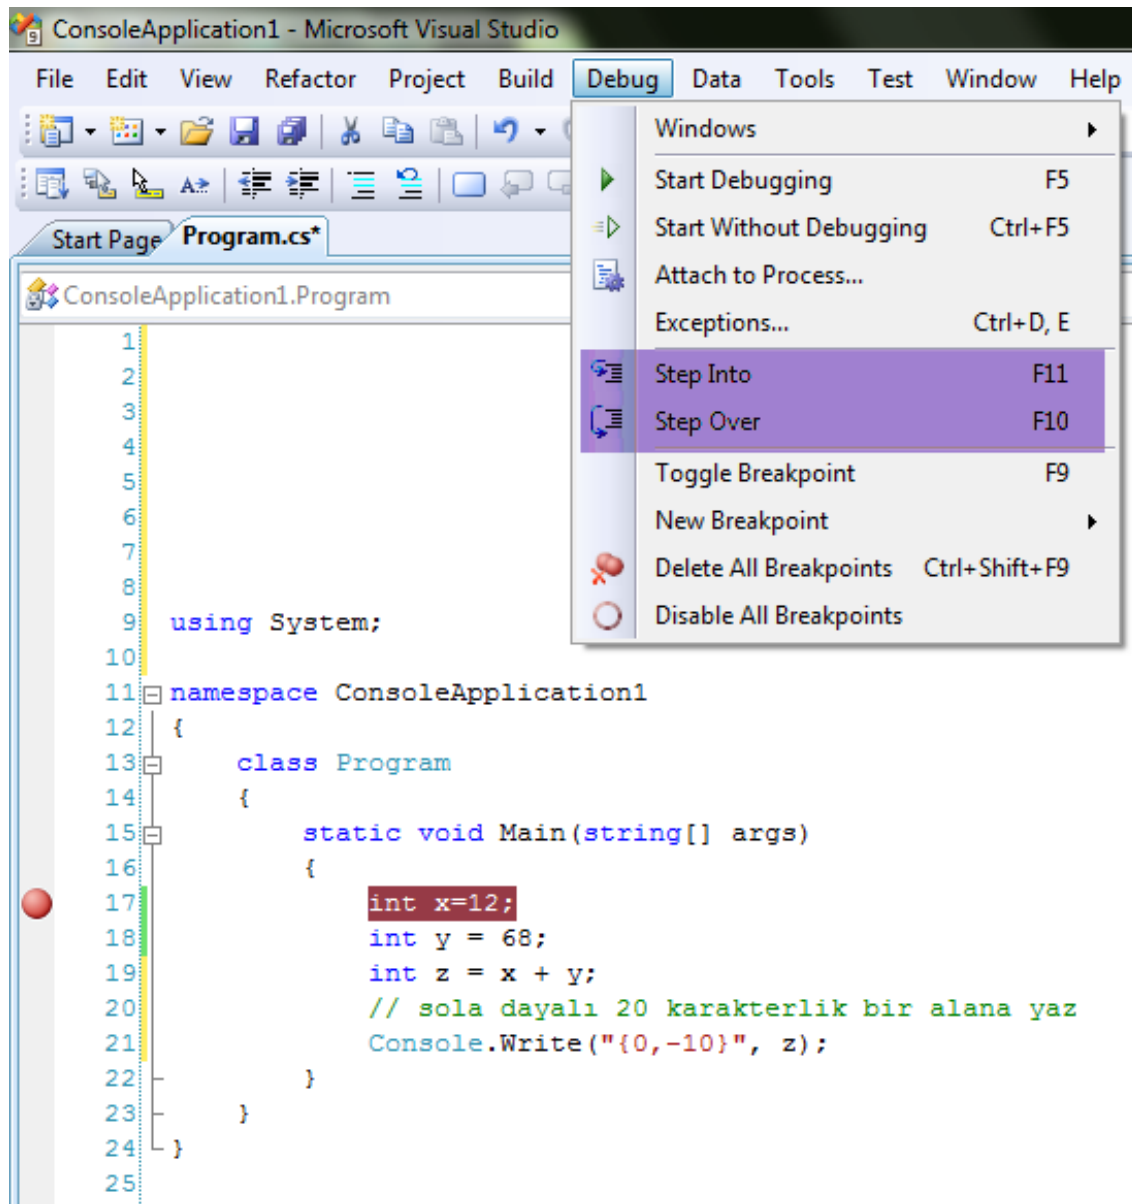 ConsoleApplication1 - Microsoft Visual Studio
File Edit View Refactor Project Build Debug Data Tools Test Window Help
Windows
Start Debugging F5
Start Without Debugging Ctrl+F5
Attach to Process...
Exceptions... Ctrl+D, E
Step Into F11
Step Over F10
Toggle Breakpoint F9
New Breakpoint
Delete All Breakpoints Ctrl+Shift+F9
Disable All Breakpoints
Start Page Program.cs*
ConsoleApplication1.Program
1
2
3
4
5
6
7
8
9 using System;
10
11 namespace ConsoleApplication1
12 {
13 class Program
14 {
15 static void Main(string[] args)
16 {
17 int x=12;
18 int y = 68;
19 int z = x + y;
20 // sola dayalı 20 karakterlik bir alana yaz
21 Console.Write("{0,-10}", z);
22 }
23 }
24 }
25